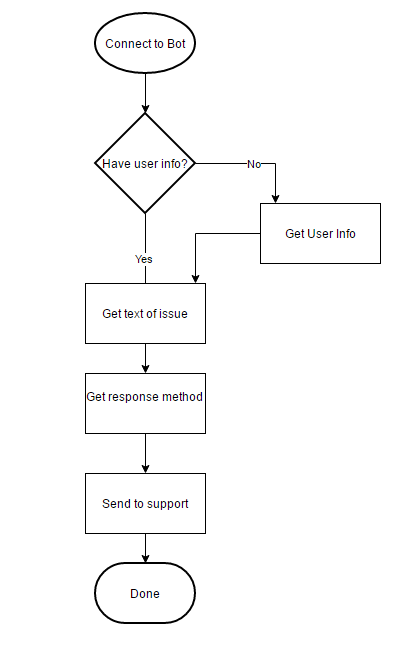 Connect to Bot
Have user info?
No
Get User Info
Yes
Get text of issue
Get response method
Send to support
Done